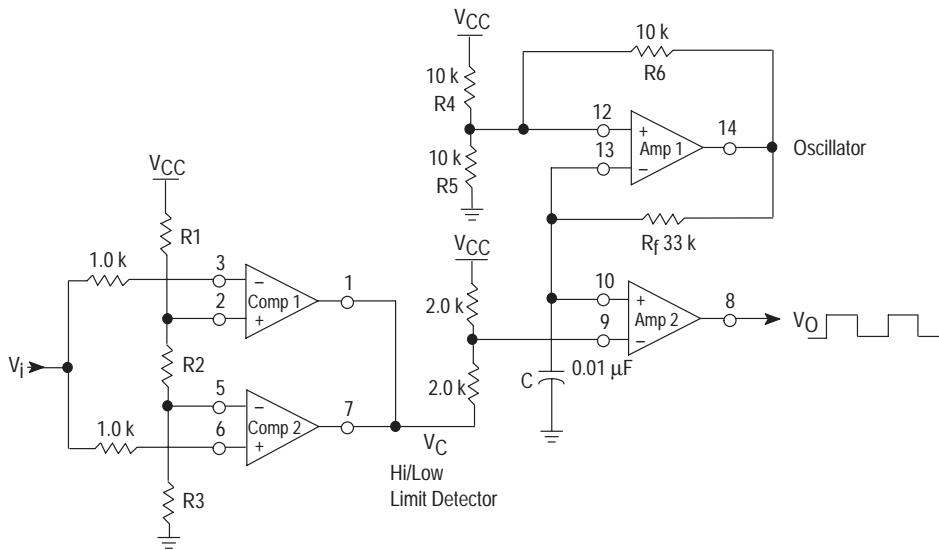 VCC
10 k
R4
10 k
R6
12
+
Amp 1
14
13
−
Oscillator
10 k
R5
VCC
R1
Rf 33 k
VCC
1.0 k
3
−
Comp 1
1
2
+
2.0 k
10
+
Amp 2
8
9
−
VO
Vi
R2
0.01 μF
C
2.0 k
5
−
Comp 2
7
1.0 k
6
+
VC
Hi/Low
Limit Detector
R3